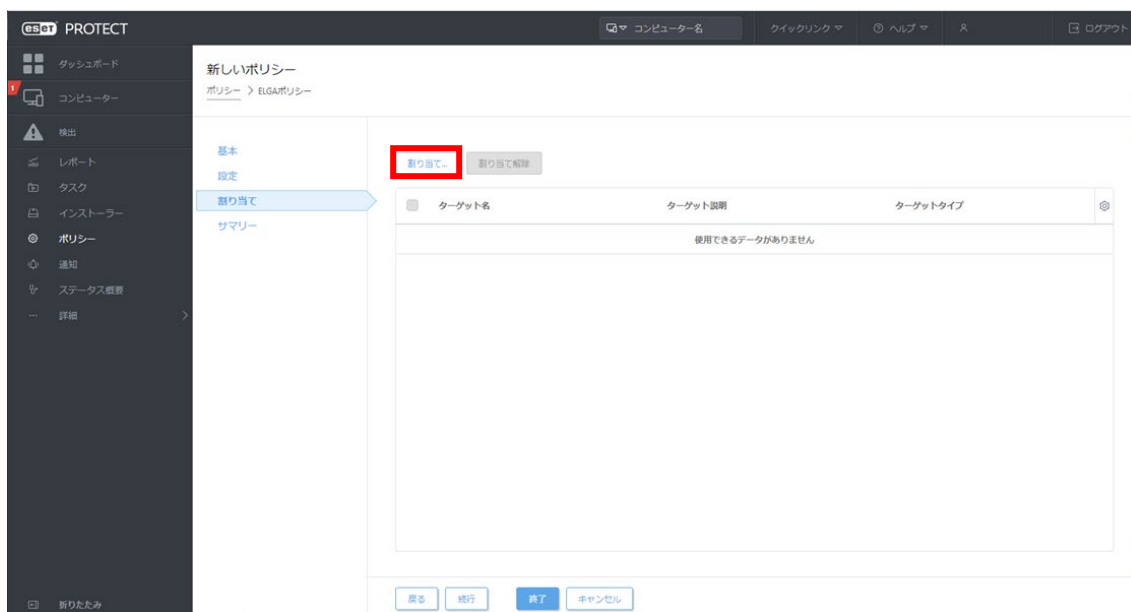 eset PROTECT
コンピューター名
クイックリンク
ヘルプ
ログアウト
ダッシュボード
1
コンピューター
検出
レポート
タスク
インストーラー
ポリシー
通知
ステータス概要
詳細
折りたたみ
新しいポリシー
ポリシー > ELGAポリシー
基本
設定
割り当て
サマリー
割り当て... 割り当て解除
ターゲット名 ターゲット説明 ターゲットタイプ
使用できるデータがありません
戻る 続行 終了 キャンセル